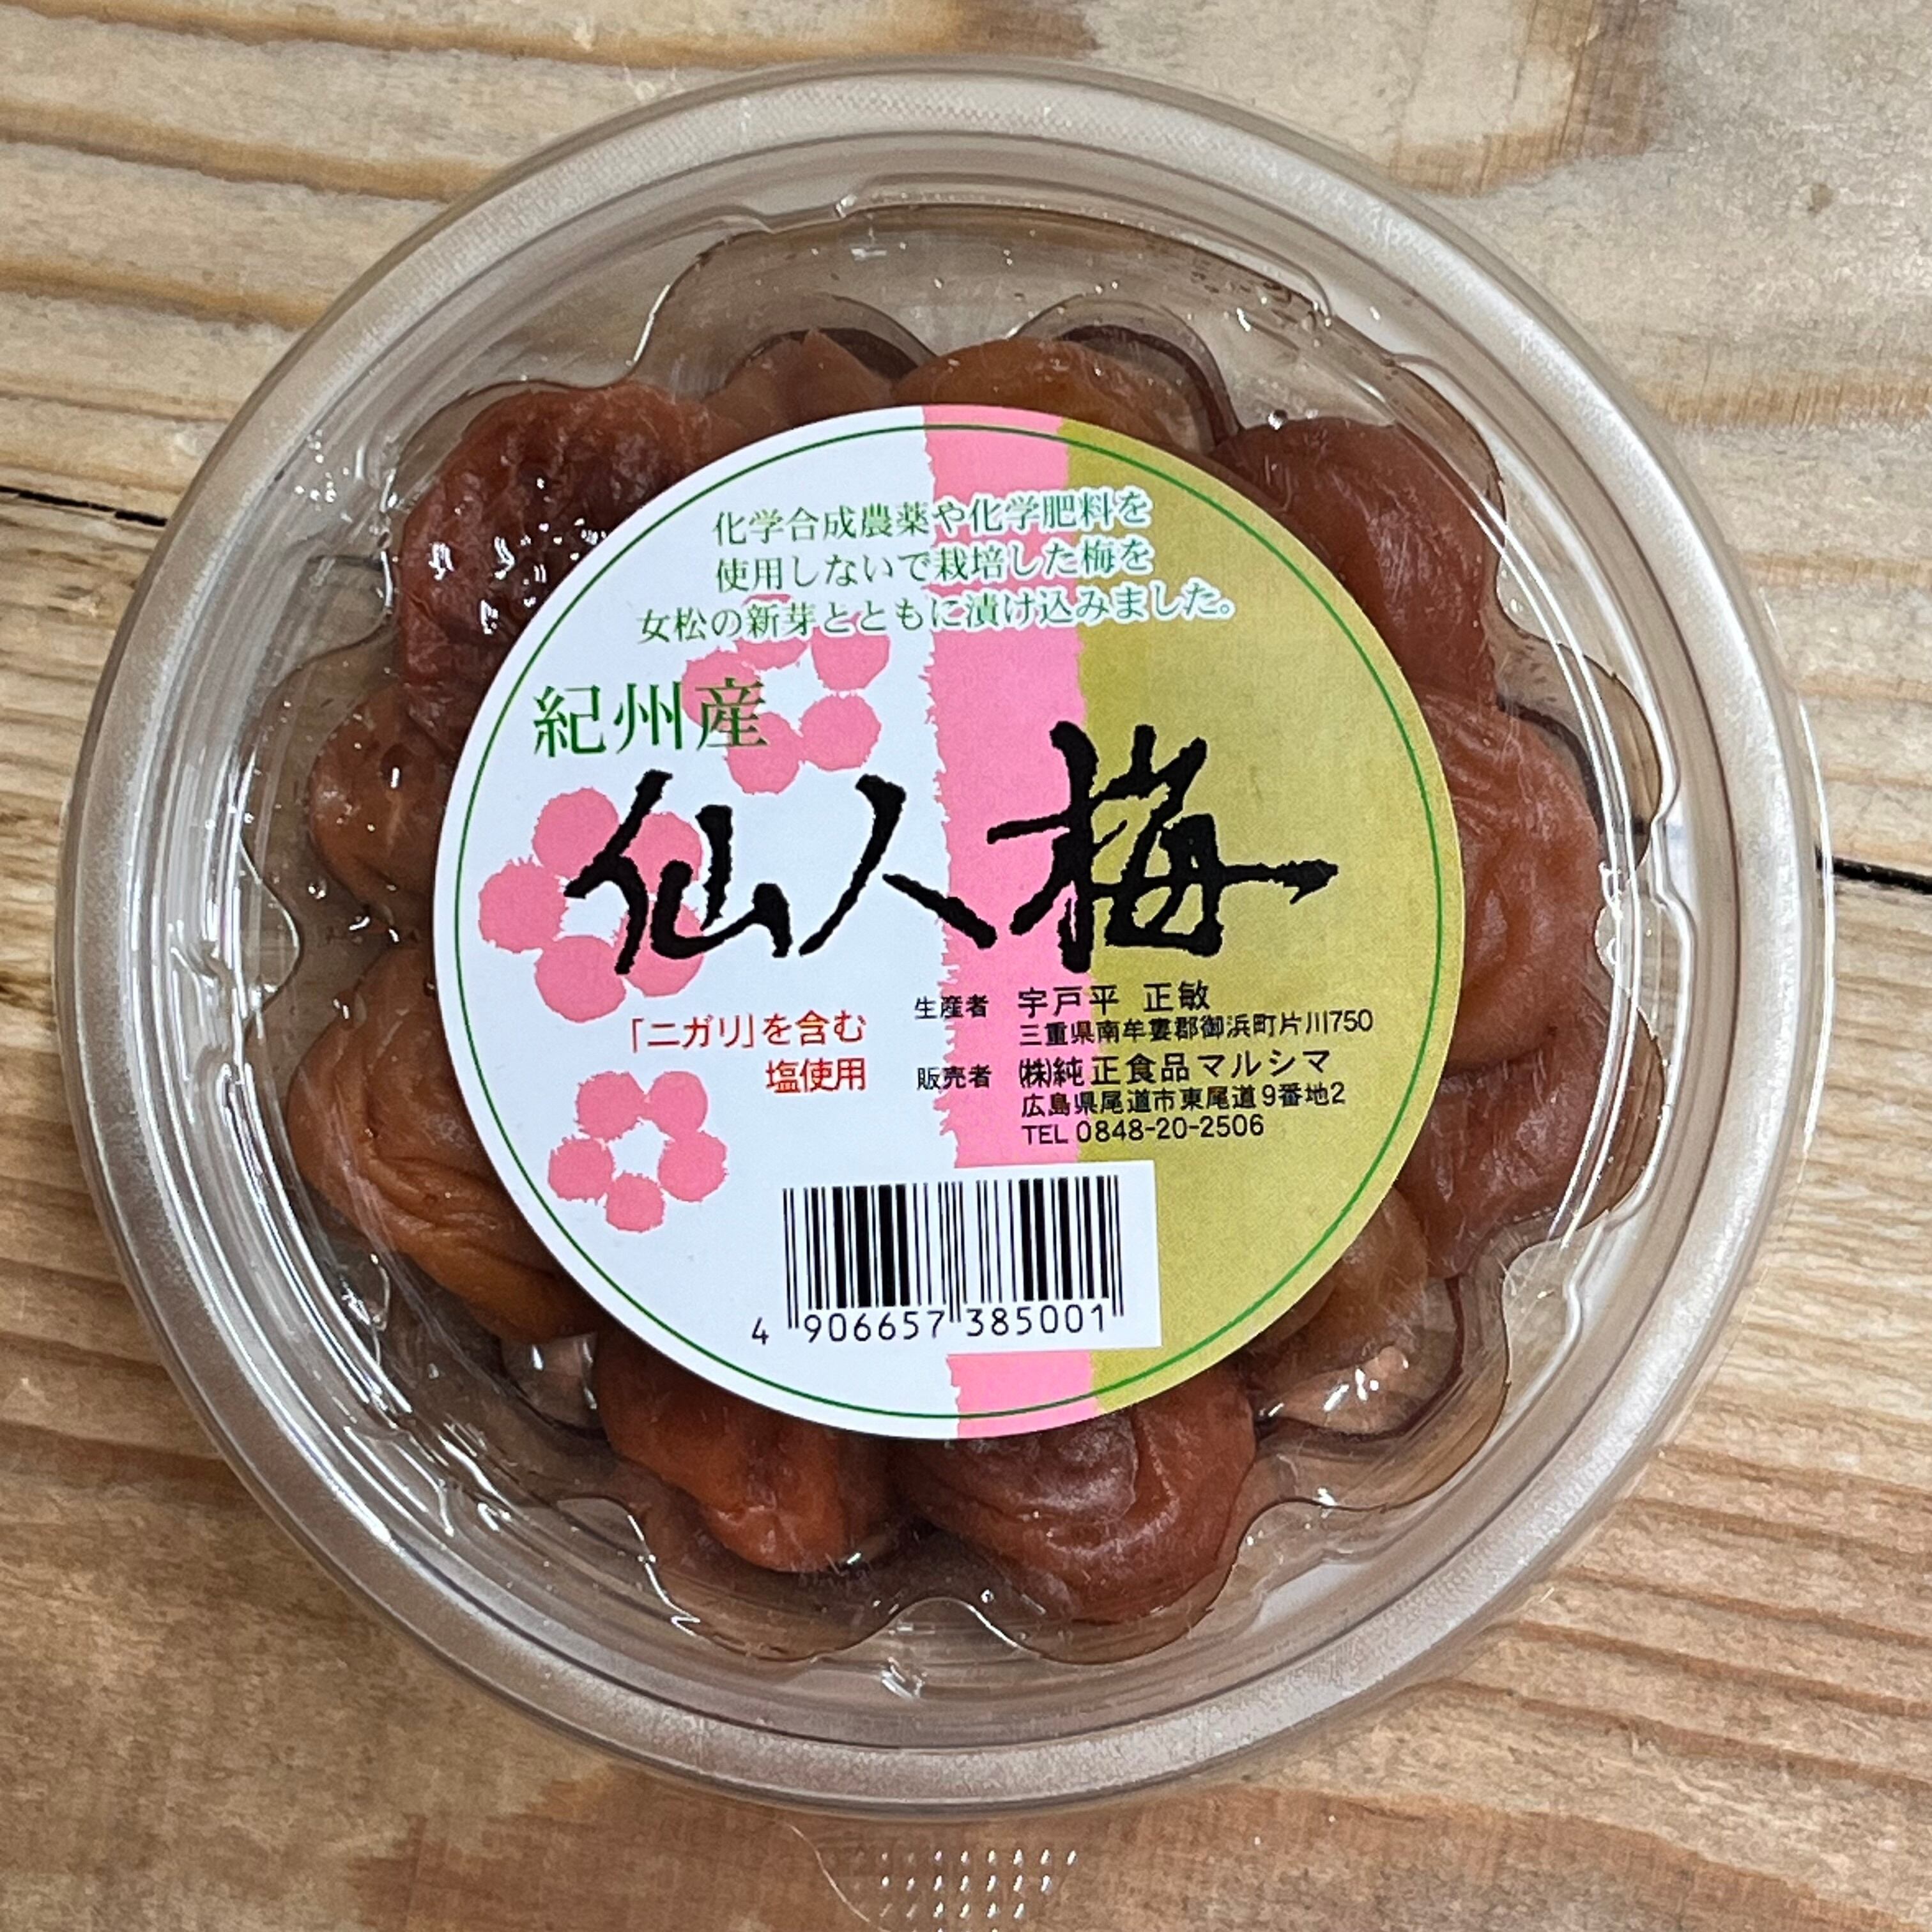 化学合成農薬や化学肥料を
使用しないで栽培した梅を
女松の新芽とともに漬け込みました。
紀州産
仙人梅
「ニガリ」を含む
塩使用
生産者 宇戸平 正敏
三重県南牟婁郡御浜町片川750
販売者 ㈱純正食品マルシマ
広島県尾道市東尾道9番地2
TEL 0848-20-2506
4 906657 385001